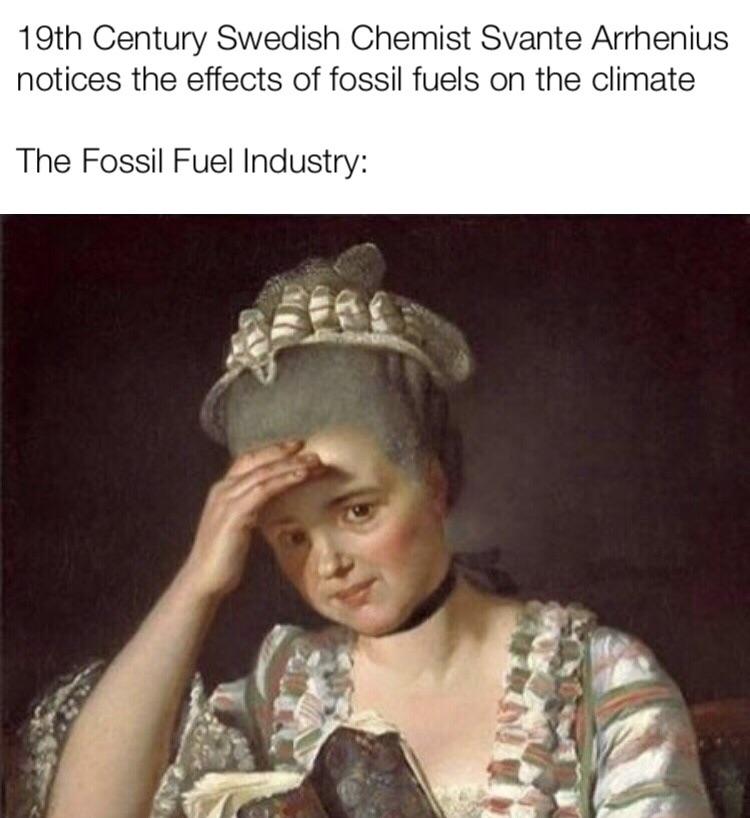 19th Century Swedish Chemist Svante Arrhenius
notices the effects of fossil fuels on the climate
The Fossil Fuel Industry: